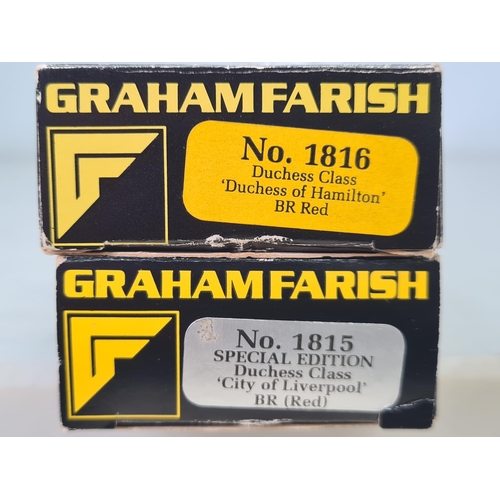 GRAHAM FARISH
No. 1816
Duchess Class
'Duchess of Hamilton'
BR Red
GRAHAM FARISH
No. 1815
SPECIAL EDITION
Duchess Class
'City of Liverpool'
BR (Red)